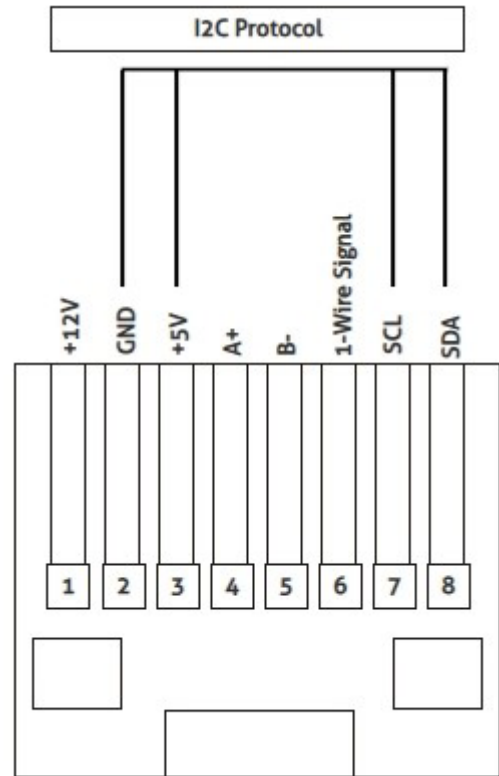 I2C Protocol
+12V
GND
+5V
A+
B-
1-Wire Signal
SCL
SDA
1
2
3
4
5
6
7
8